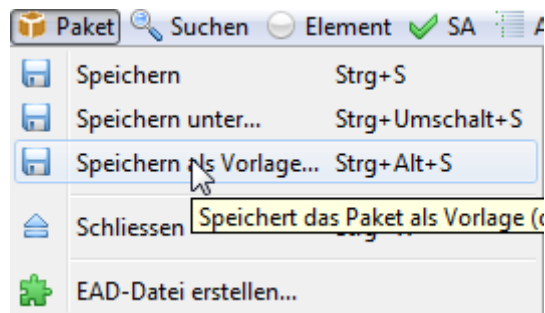 Paket Suchen Element SA
Speichern Strg+S
Speichern unter... Strg+Umschalt+S
Speichern als Vorlage... Strg+Alt+S
Schliessen
Speichert das Paket als Vorlage (
EAD-Datei erstellen...